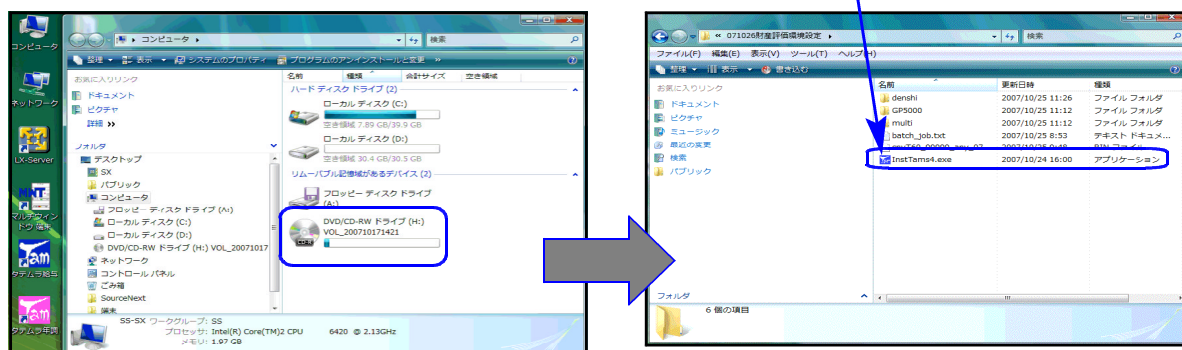 コンピュータ
ネットワーク
LX-Server
マルチウィン
ドウ端末
タテムラ給与
タテムラ年調
コンピュータ
検索
整理 表示 システムのプロパティ プログラムのアンインストールと変更 »
お気に入りリンク
ドキュメント
ピクチャ
詳細 »
フォルダ
デスクトップ
SX
パブリック
コンピュータ
フロッピー ディスク ドライブ (A:)
ローカル ディスク (C:)
ローカル ディスク (D:)
DVD/CD-RW ドライブ (H:) VOL_20071017
ネットワーク
コントロール パネル
ごみ箱
SourceNext
端末
名前 種類 合計サイズ 空き領域
ハード ディスク ドライブ (2)
ローカル ディスク (C:)
空き領域 7.89 GB/39.9 GB
ローカル ディスク (D:)
空き領域 30.4 GB/30.5 GB
リムーバブル記憶域があるデバイス (2)
フロッピー ディスク ドライブ
(A:)
DVD/CD-RW ドライブ (H:)
VOL_200710171421
SS-SX ワークグループ: SS
プロセッサ: Intel(R) Core(TM)2 CPU 6420 @ 2.13GHz
メモリ: 1.97 GB
« 071026財産評価環境設定
検索
ファイル(F) 編集(E) 表示(V) ツール(T) ヘルプ(H)
整理 表示 書き込む
お気に入りリンク
ドキュメント
ピクチャ
ミュージック
最近の変更
検索
パブリック
フォルダ
名前 更新日時 種類
denshi 2007/10/25 11:26 ファイル フォルダ
GP5000 2007/10/25 11:12 ファイル フォルダ
multi 2007/10/25 11:12 ファイル フォルダ
batch_job.txt 2007/10/25 8:53 テキスト ドキュメ...
InstTams4.exe 2007/10/24 16:00 アプリケーション
6 個の項目